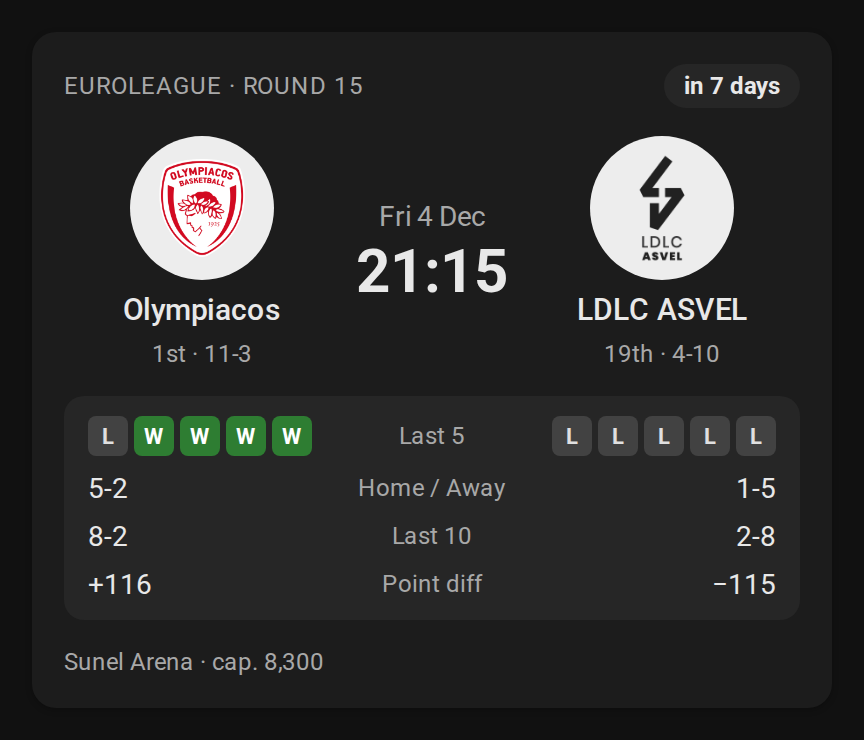 EUROLEAGUE · ROUND 15
in 7 days
OLYMPIACOS
BASKETBALL
1925
LDLC
ASVEL
Fri 4 Dec
21:15
Olympiacos
LDLC ASVEL
1st · 11-3
19th · 4-10
L W W W W Last 5 L L L L L
5-2 Home / Away 1-5
8-2 Last 10 2-8
+116 Point diff −115
Sunel Arena · cap. 8,300